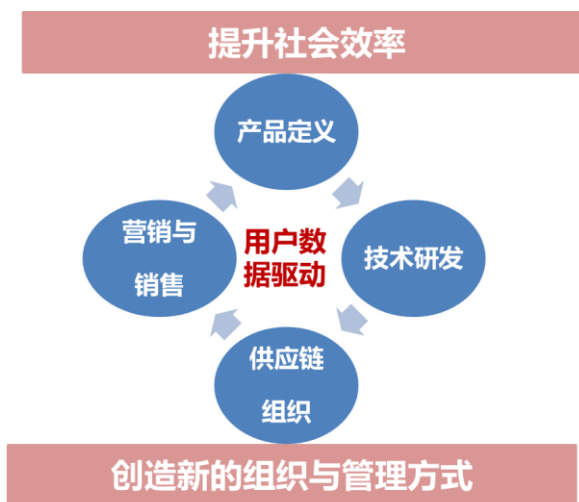 提升社会效率
产品定义
营销与
销售
用户数
据驱动
技术研发
供应链
组织
创造新的组织与管理方式